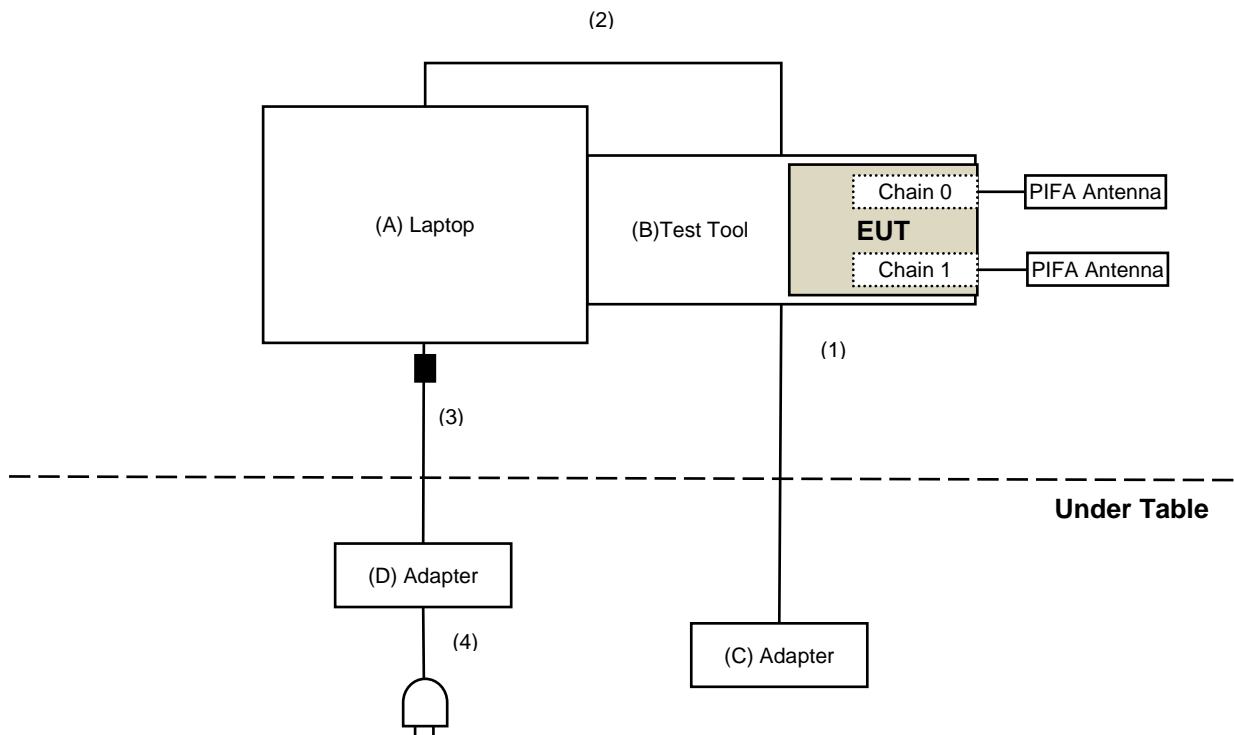 (2)
(A) Laptop
(B)Test Tool
Chain 0
EUT
Chain 1
PIFA Antenna
PIFA Antenna
(1)
(3)
Under Table
(D) Adapter
(4)
(C) Adapter